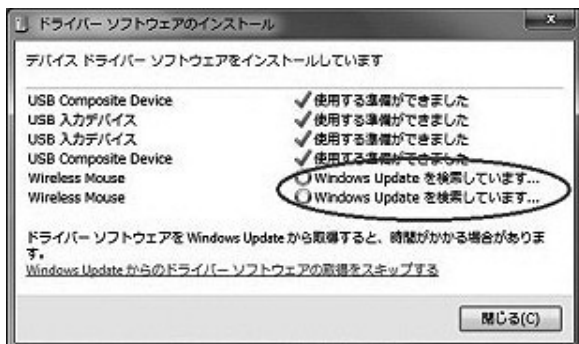 ドライバー ソフトウェアのインストール
デバイス ドライバー ソフトウェアをインストールしています
USB Composite Device 使用する準備ができました
USB 入力デバイス 使用する準備ができました
USB 入力デバイス 使用する準備ができました
USB Composite Device 使用する準備ができました
Wireless Mouse Windows Update を検索しています...
Wireless Mouse Windows Update を検索しています...
ドライバー ソフトウェアを Windows Update から取得すると、時間がかかる場合がありま
す。
Windows Update からのドライバー ソフトウェアの取得をスキップする
閉じる(C)